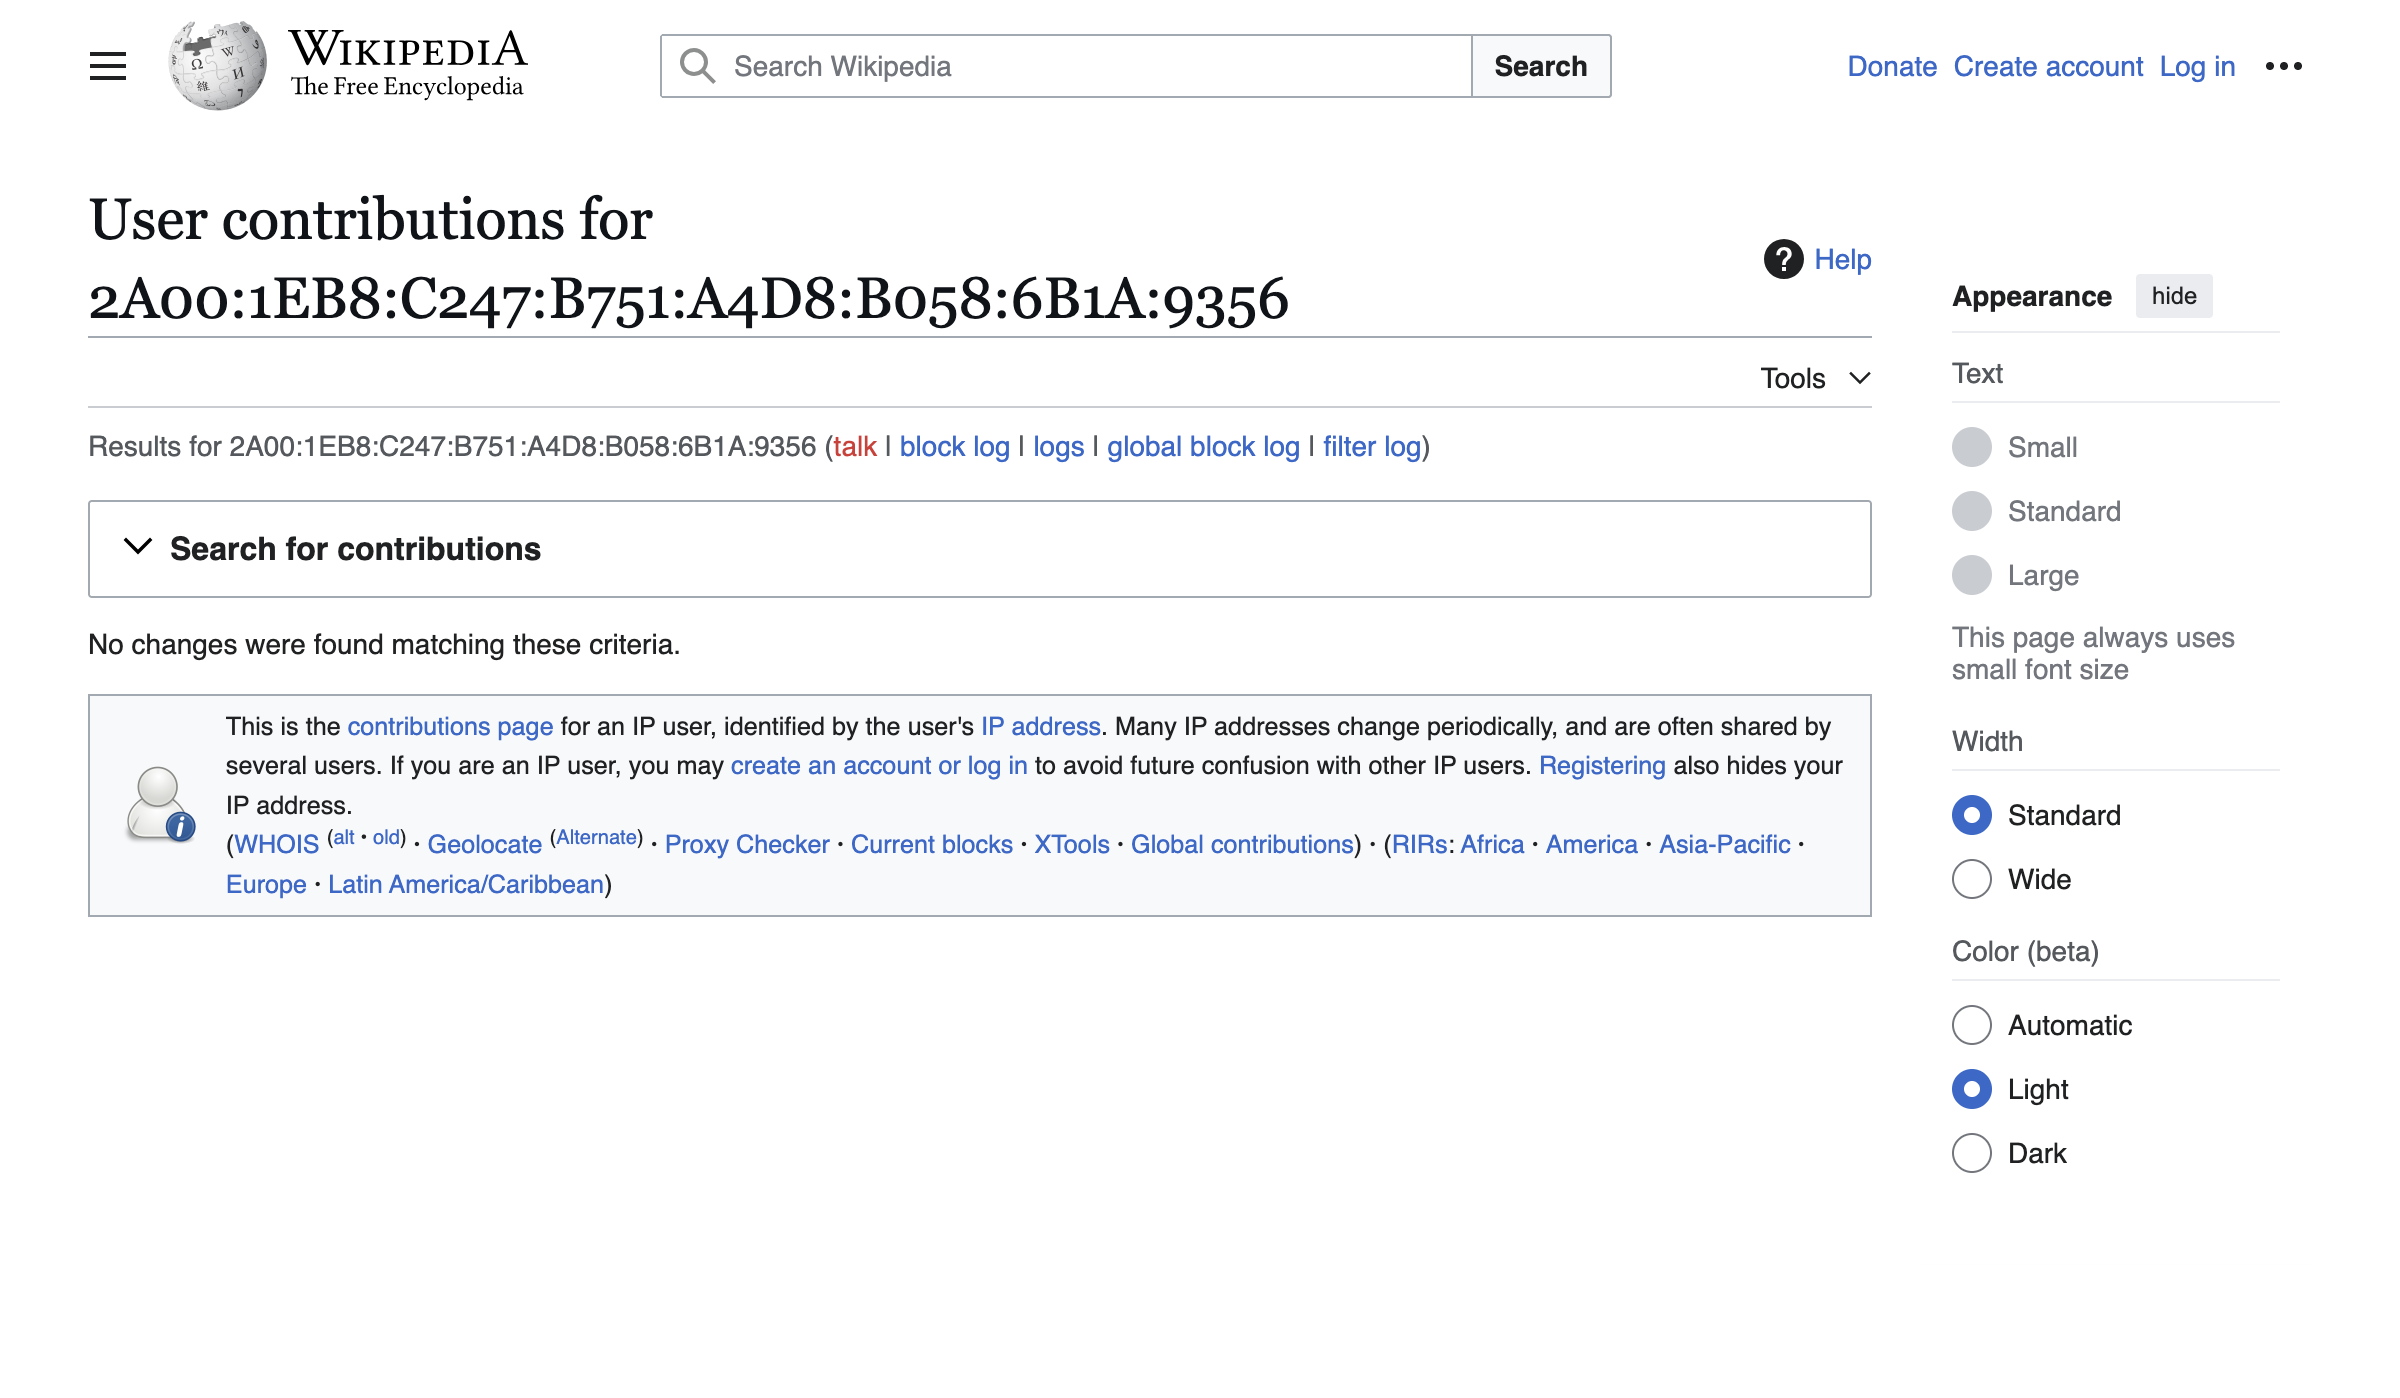 WIKIPEDIA
The Free Encyclopedia
Search Wikipedia
Search
Donate Create account Log in
User contributions for
2A00:1EB8:C247:B751:A4D8:B058:6B1A:9356
Help
Tools
Results for 2A00:1EB8:C247:B751:A4D8:B058:6B1A:9356 (talk | block log | logs | global block log | filter log)
Search for contributions
No changes were found matching these criteria.
This is the contributions page for an IP user, identified by the user's IP address. Many IP addresses change periodically, and are often shared by
several users. If you are an IP user, you may create an account or log in to avoid future confusion with other IP users. Registering also hides your
IP address.
(WHOIS (alt • old) · Geolocate (Alternate) · Proxy Checker · Current blocks · XTools · Global contributions) · (RIRs: Africa · America · Asia-Pacific ·
Europe · Latin America/Caribbean)
Appearance hide
Text
Small
Standard
Large
This page always uses
small font size
Width
Standard
Wide
Color (beta)
Automatic
Light
Dark